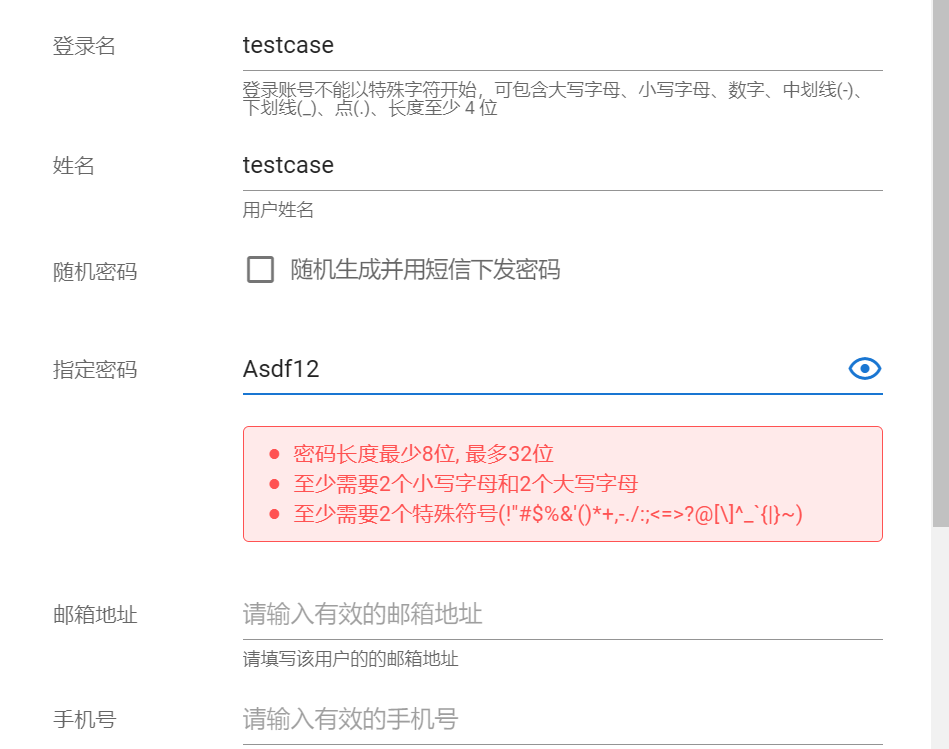 登录名 testcase
登录账号不能以特殊字符开始，可包含大写字母、小写字母、数字、中划线(-)、
下划线(_)、点(.)、长度至少 4 位
姓名 testcase
用户姓名
随机密码 随机生成并用短信下发密码
指定密码 Asdf12
密码长度最少8位, 最多32位
至少需要2个小写字母和2个大写字母
至少需要2个特殊符号(!"#$%&'()*+,-./:;<=>?@[\]^_`{|}~)
邮箱地址 请输入有效的邮箱地址
请填写该用户的的邮箱地址
手机号 请输入有效的手机号